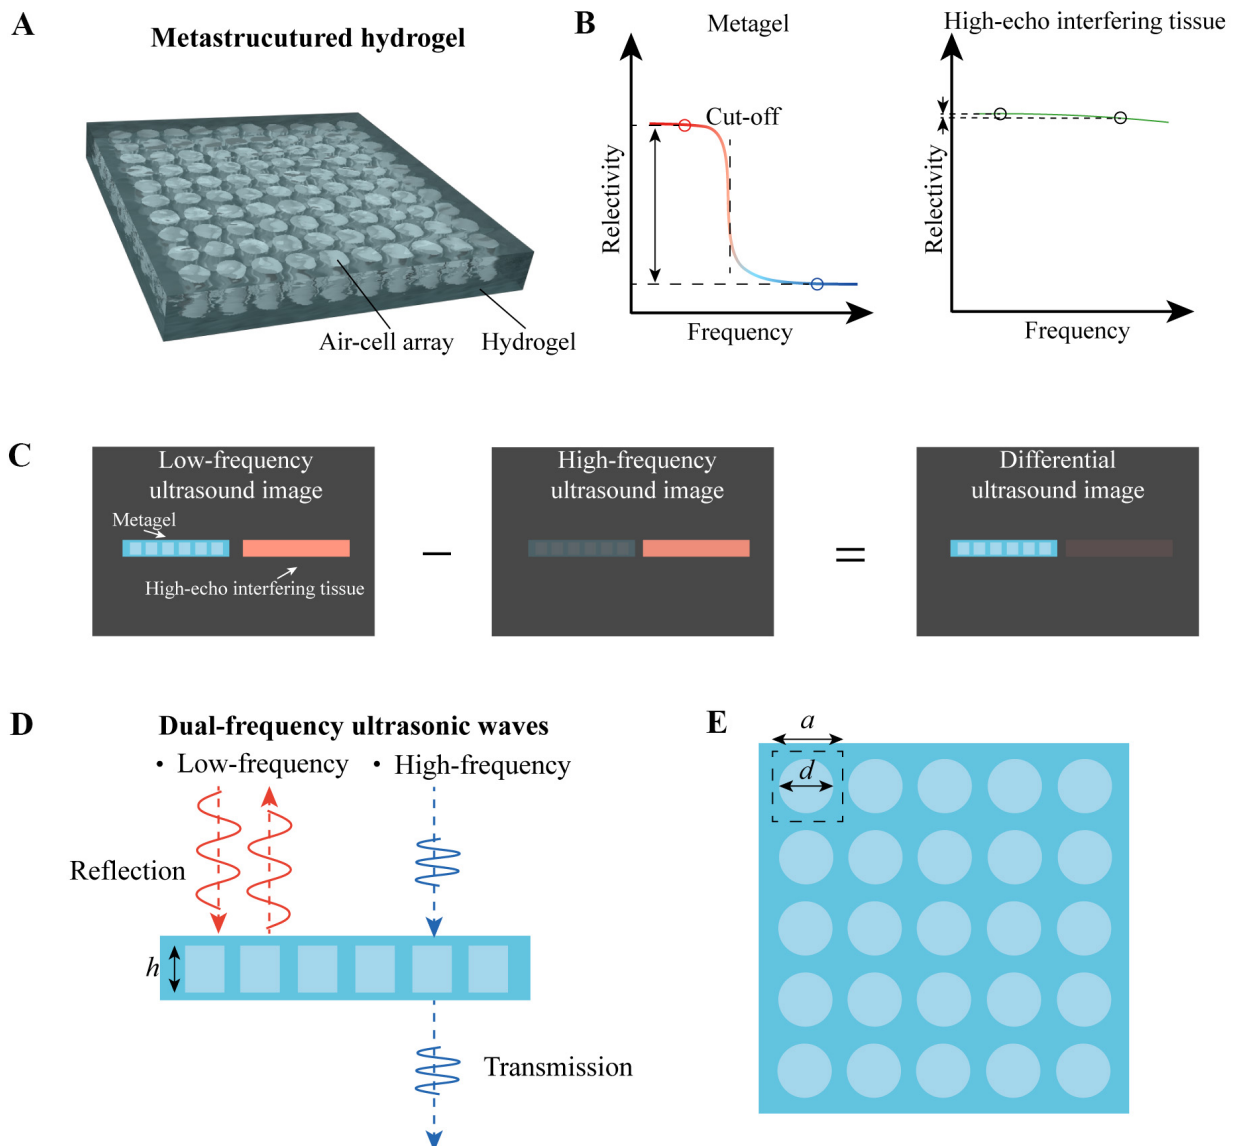 A
Metastrucutured hydrogel
Air-cell array
Hydrogel
B
Metagel
Cut-off
Relectivity
Frequency
High-echo interfering tissue
Relectivity
Frequency
C
Low-frequency
ultrasound image
Metagel
High-echo interfering tissue
−
High-frequency
ultrasound image
=
Differential
ultrasound image
D
Dual-frequency ultrasonic waves
• Low-frequency
• High-frequency
Reflection
h
Transmission
E
a
d